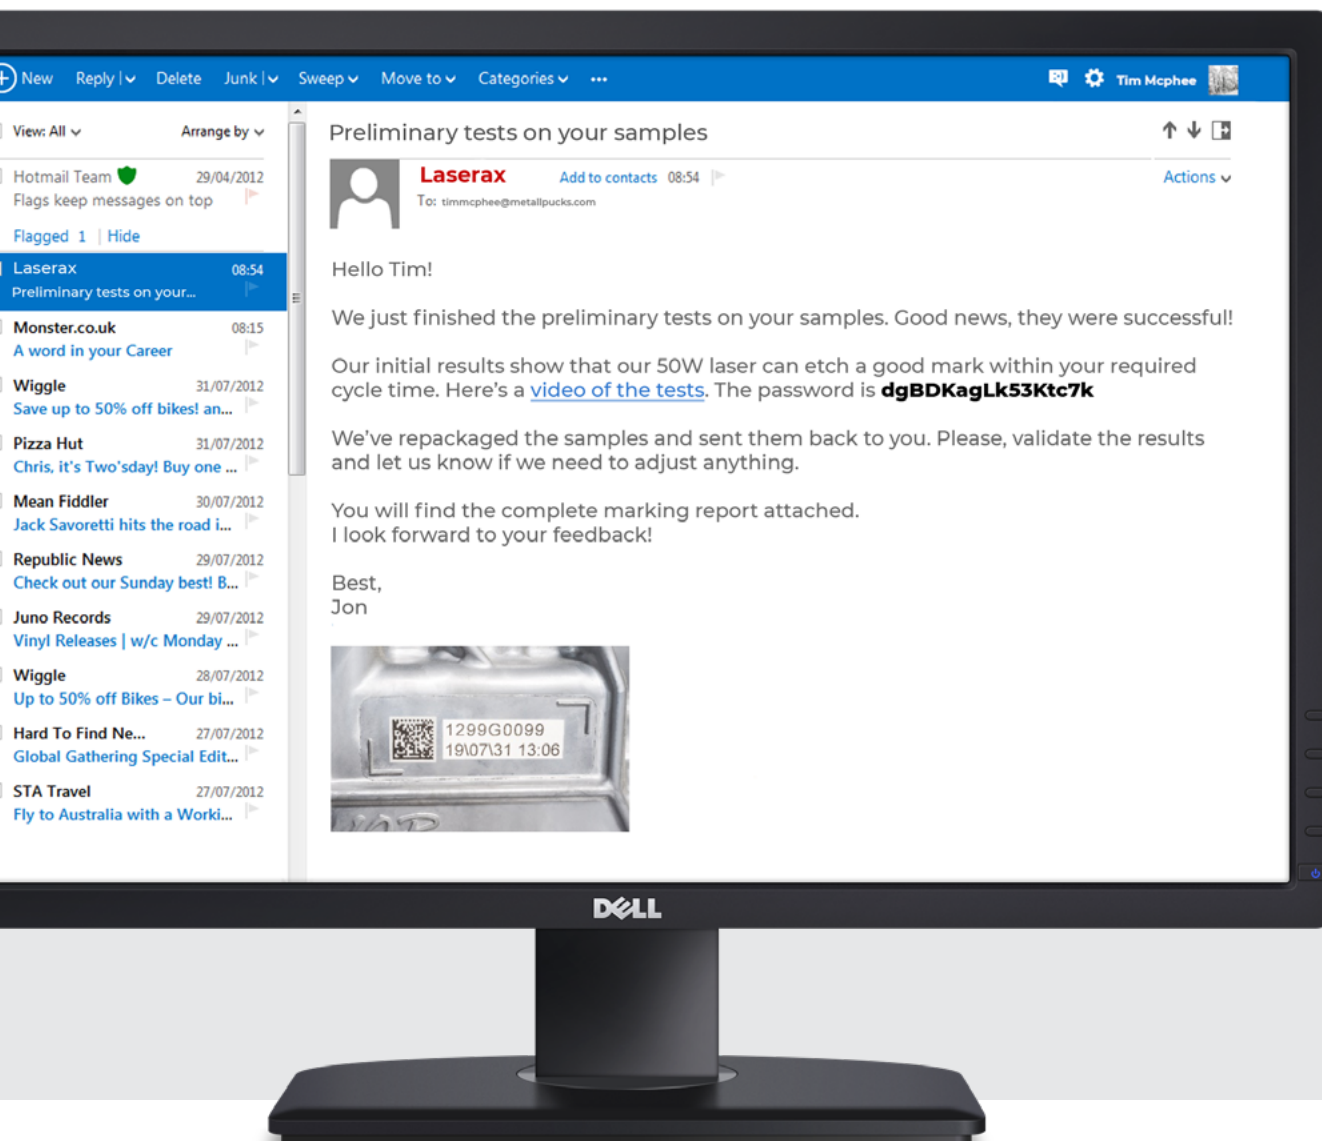 New Reply Delete Junk Sweep Move to Categories ••• Tim Mcphee
View: All Arrange by
Hotmail Team 29/04/2012
Flags keep messages on top
Flagged 1 | Hide
Laserax 08:54
Preliminary tests on your...
Monster.co.uk 08:15
A word in your Career
Wiggle 31/07/2012
Save up to 50% off bikes! an...
Pizza Hut 31/07/2012
Chris, it's Two'sday! Buy one ...
Mean Fiddler 30/07/2012
Jack Savoretti hits the road i...
Republic News 29/07/2012
Check out our Sunday best! B...
Juno Records 29/07/2012
Vinyl Releases | w/c Monday ...
Wiggle 28/07/2012
Up to 50% off Bikes – Our bi...
Hard To Find Ne... 27/07/2012
Global Gathering Special Edit...
STA Travel 27/07/2012
Fly to Australia with a Worki...
Preliminary tests on your samples
Laserax Add to contacts 08:54
Actions
To: timmcphee@metallpucks.com
Hello Tim!
We just finished the preliminary tests on your samples. Good news, they were successful!
Our initial results show that our 50W laser can etch a good mark within your required
cycle time. Here's a video of the tests. The password is dgBDKagLk53Ktc7k
We've repackaged the samples and sent them back to you. Please, validate the results
and let us know if we need to adjust anything.
You will find the complete marking report attached.
I look forward to your feedback!
Best,
Jon
1299G0099
19\07\31 13:06
DELL